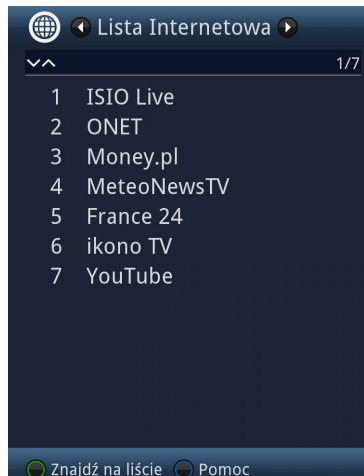 Lista Internetowa
1/7
1 ISIO Live
2 ONET
3 Money.pl
4 MeteoNewsTV
5 France 24
6 ikono TV
7 YouTube
Znajdź na liście Pomoc